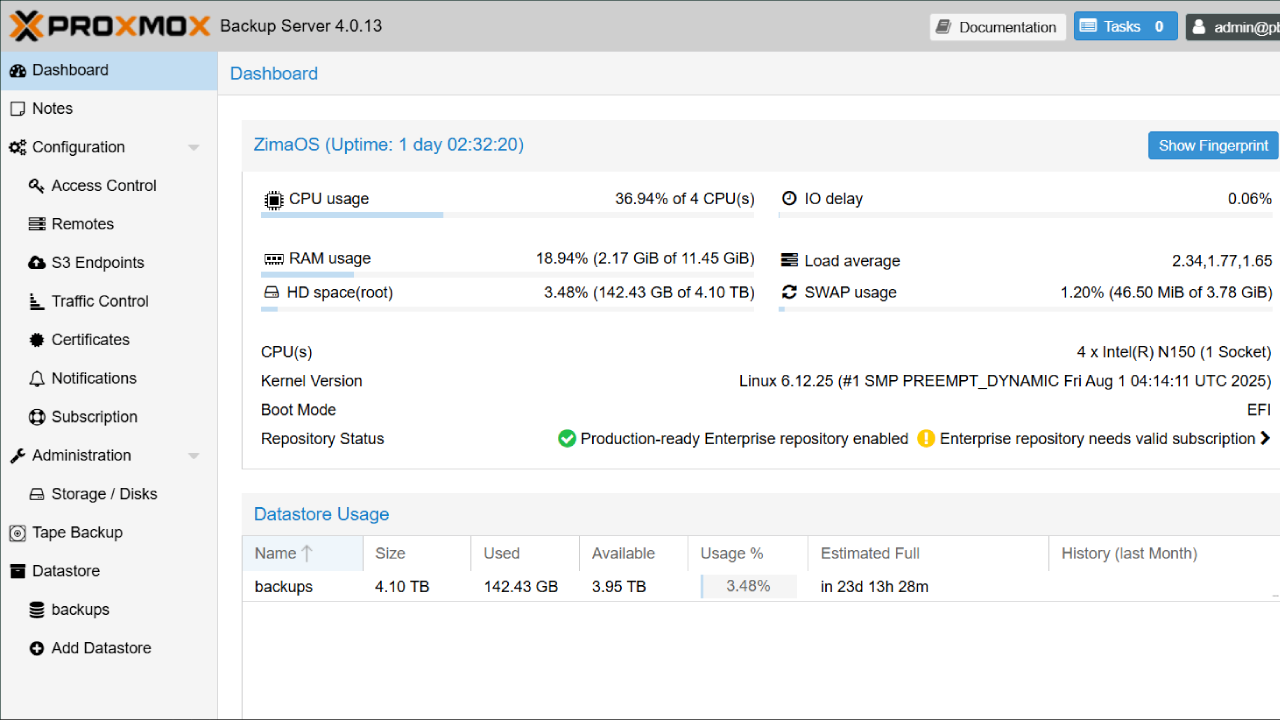 PROXMOX Backup Server 4.0.13 Documentation Tasks 0 admin@pb
Dashboard
Notes
Configuration
Access Control
Remotes
S3 Endpoints
Traffic Control
Certificates
Notifications
Subscription
Administration
Storage / Disks
Tape Backup
Datastore
backups
Add Datastore
Dashboard
ZimaOS (Uptime: 1 day 02:32:20) Show Fingerprint
CPU usage 36.94% of 4 CPU(s) IO delay 0.06%
RAM usage 18.94% (2.17 GiB of 11.45 GiB) Load average 2.34,1.77,1.65
HD space(root) 3.48% (142.43 GB of 4.10 TB) SWAP usage 1.20% (46.50 MiB of 3.78 GiB)
CPU(s) 4 x Intel(R) N150 (1 Socket)
Kernel Version Linux 6.12.25 (#1 SMP PREEMPT_DYNAMIC Fri Aug 1 04:14:11 UTC 2025)
Boot Mode EFI
Repository Status Production-ready Enterprise repository enabled Enterprise repository needs valid subscription
Datastore Usage
Name Size Used Available Usage % Estimated Full History (last Month)
backups 4.10 TB 142.43 GB 3.95 TB 3.48% in 23d 13h 28m